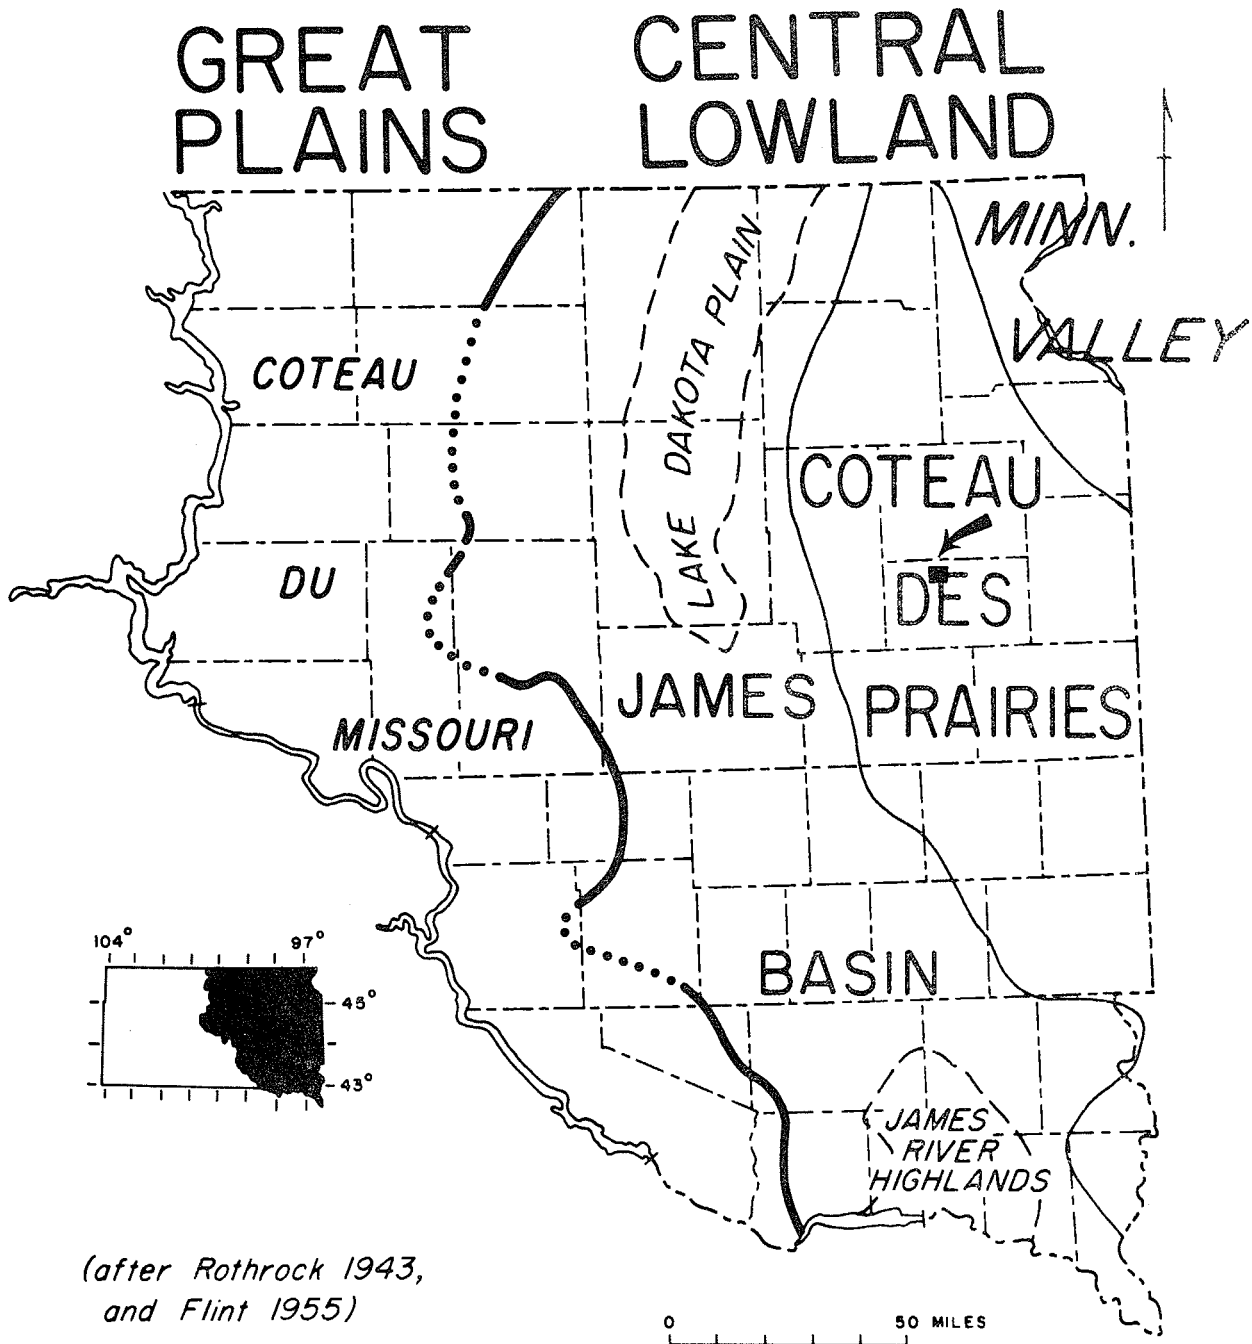 GREAT
PLAINS
CENTRAL
LOWLAND
MINN.
VALLEY
LAKE DAKOTA PLAIN
COTEAU
DU
MISSOURI
COTEAU
DES
PRAIRIES
JAMES
BASIN
JAMES
RIVER
HIGHLANDS
104° 97°
45°
43°
(after Rothrock 1943,
and Flint 1955)
0 50 MILES